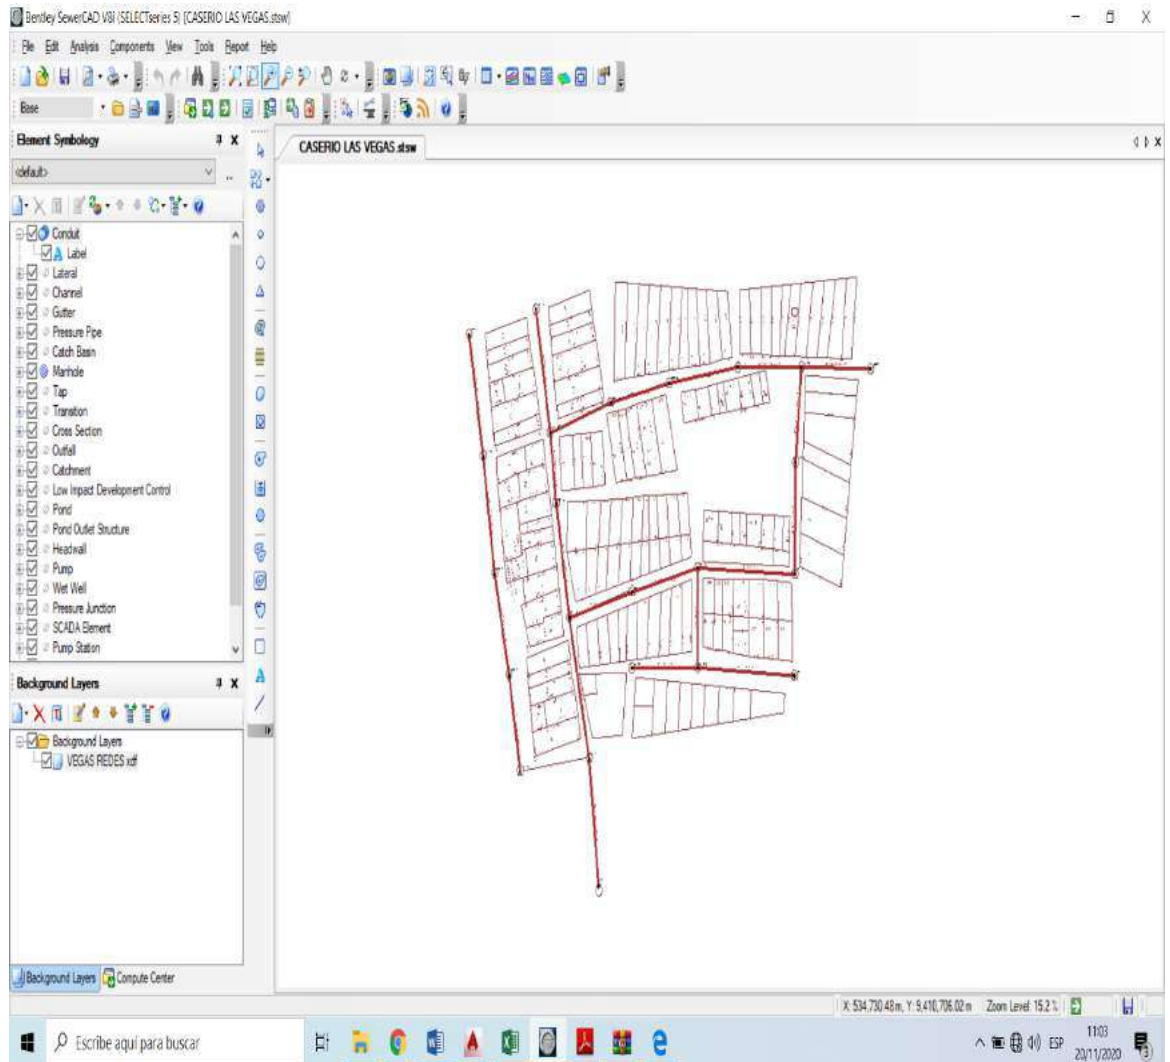 Bentley SewerCAD V8i (SELECTseries 5) [CASERIO LAS VEGAS.stsw]
File Edit Analysis Components View Tools Report Help
Base
Element Symbology
<default>
Conduit
Label
Lateral
Channel
Gutter
Pressure Pipe
Catch Basin
Manhole
Tap
Transition
Cross Section
Outfall
Catchment
Low Impact Development Control
Pond
Pond Outlet Structure
Headwall
Pump
Wet Well
Pressure Junction
SCADA Element
Pump Station
Background Layers
Background Layers
VEGAS REDES xdf
Background Layers Compute Center
CASERIO LAS VEGAS.stsw
X: 534,730.48 m, Y: 9,410,706.02 m Zoom Level: 15.2 %
Escribe aquí para buscar
ESP
11:03
20/11/2020